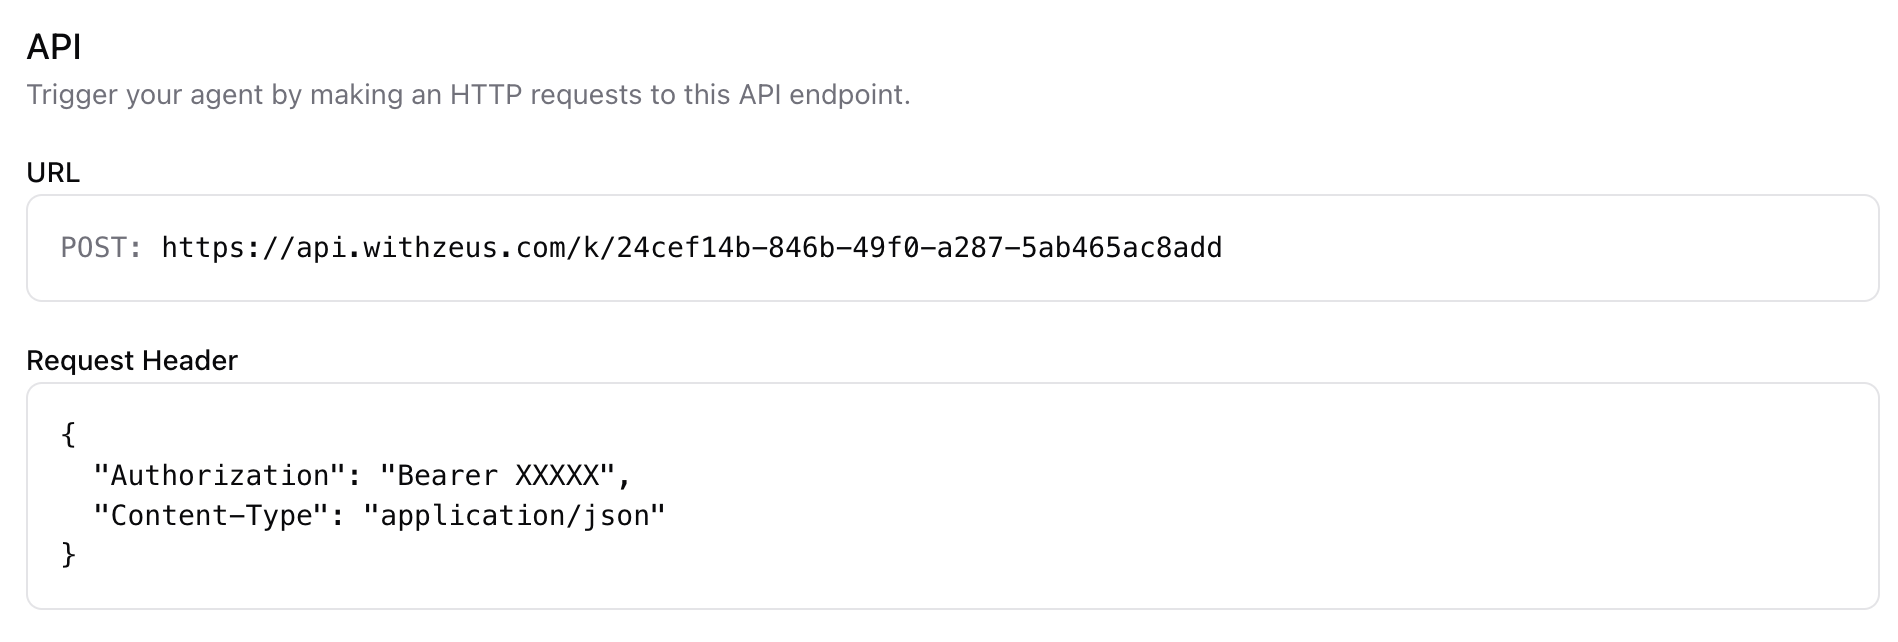 API
Trigger your agent by making an HTTP requests to this API endpoint.
URL
POST: https://api.withzeus.com/k/24cef14b-846b-49f0-a287-5ab465ac8add
Request Header
{
  "Authorization": "Bearer XXXXX",
  "Content-Type": "application/json"
}